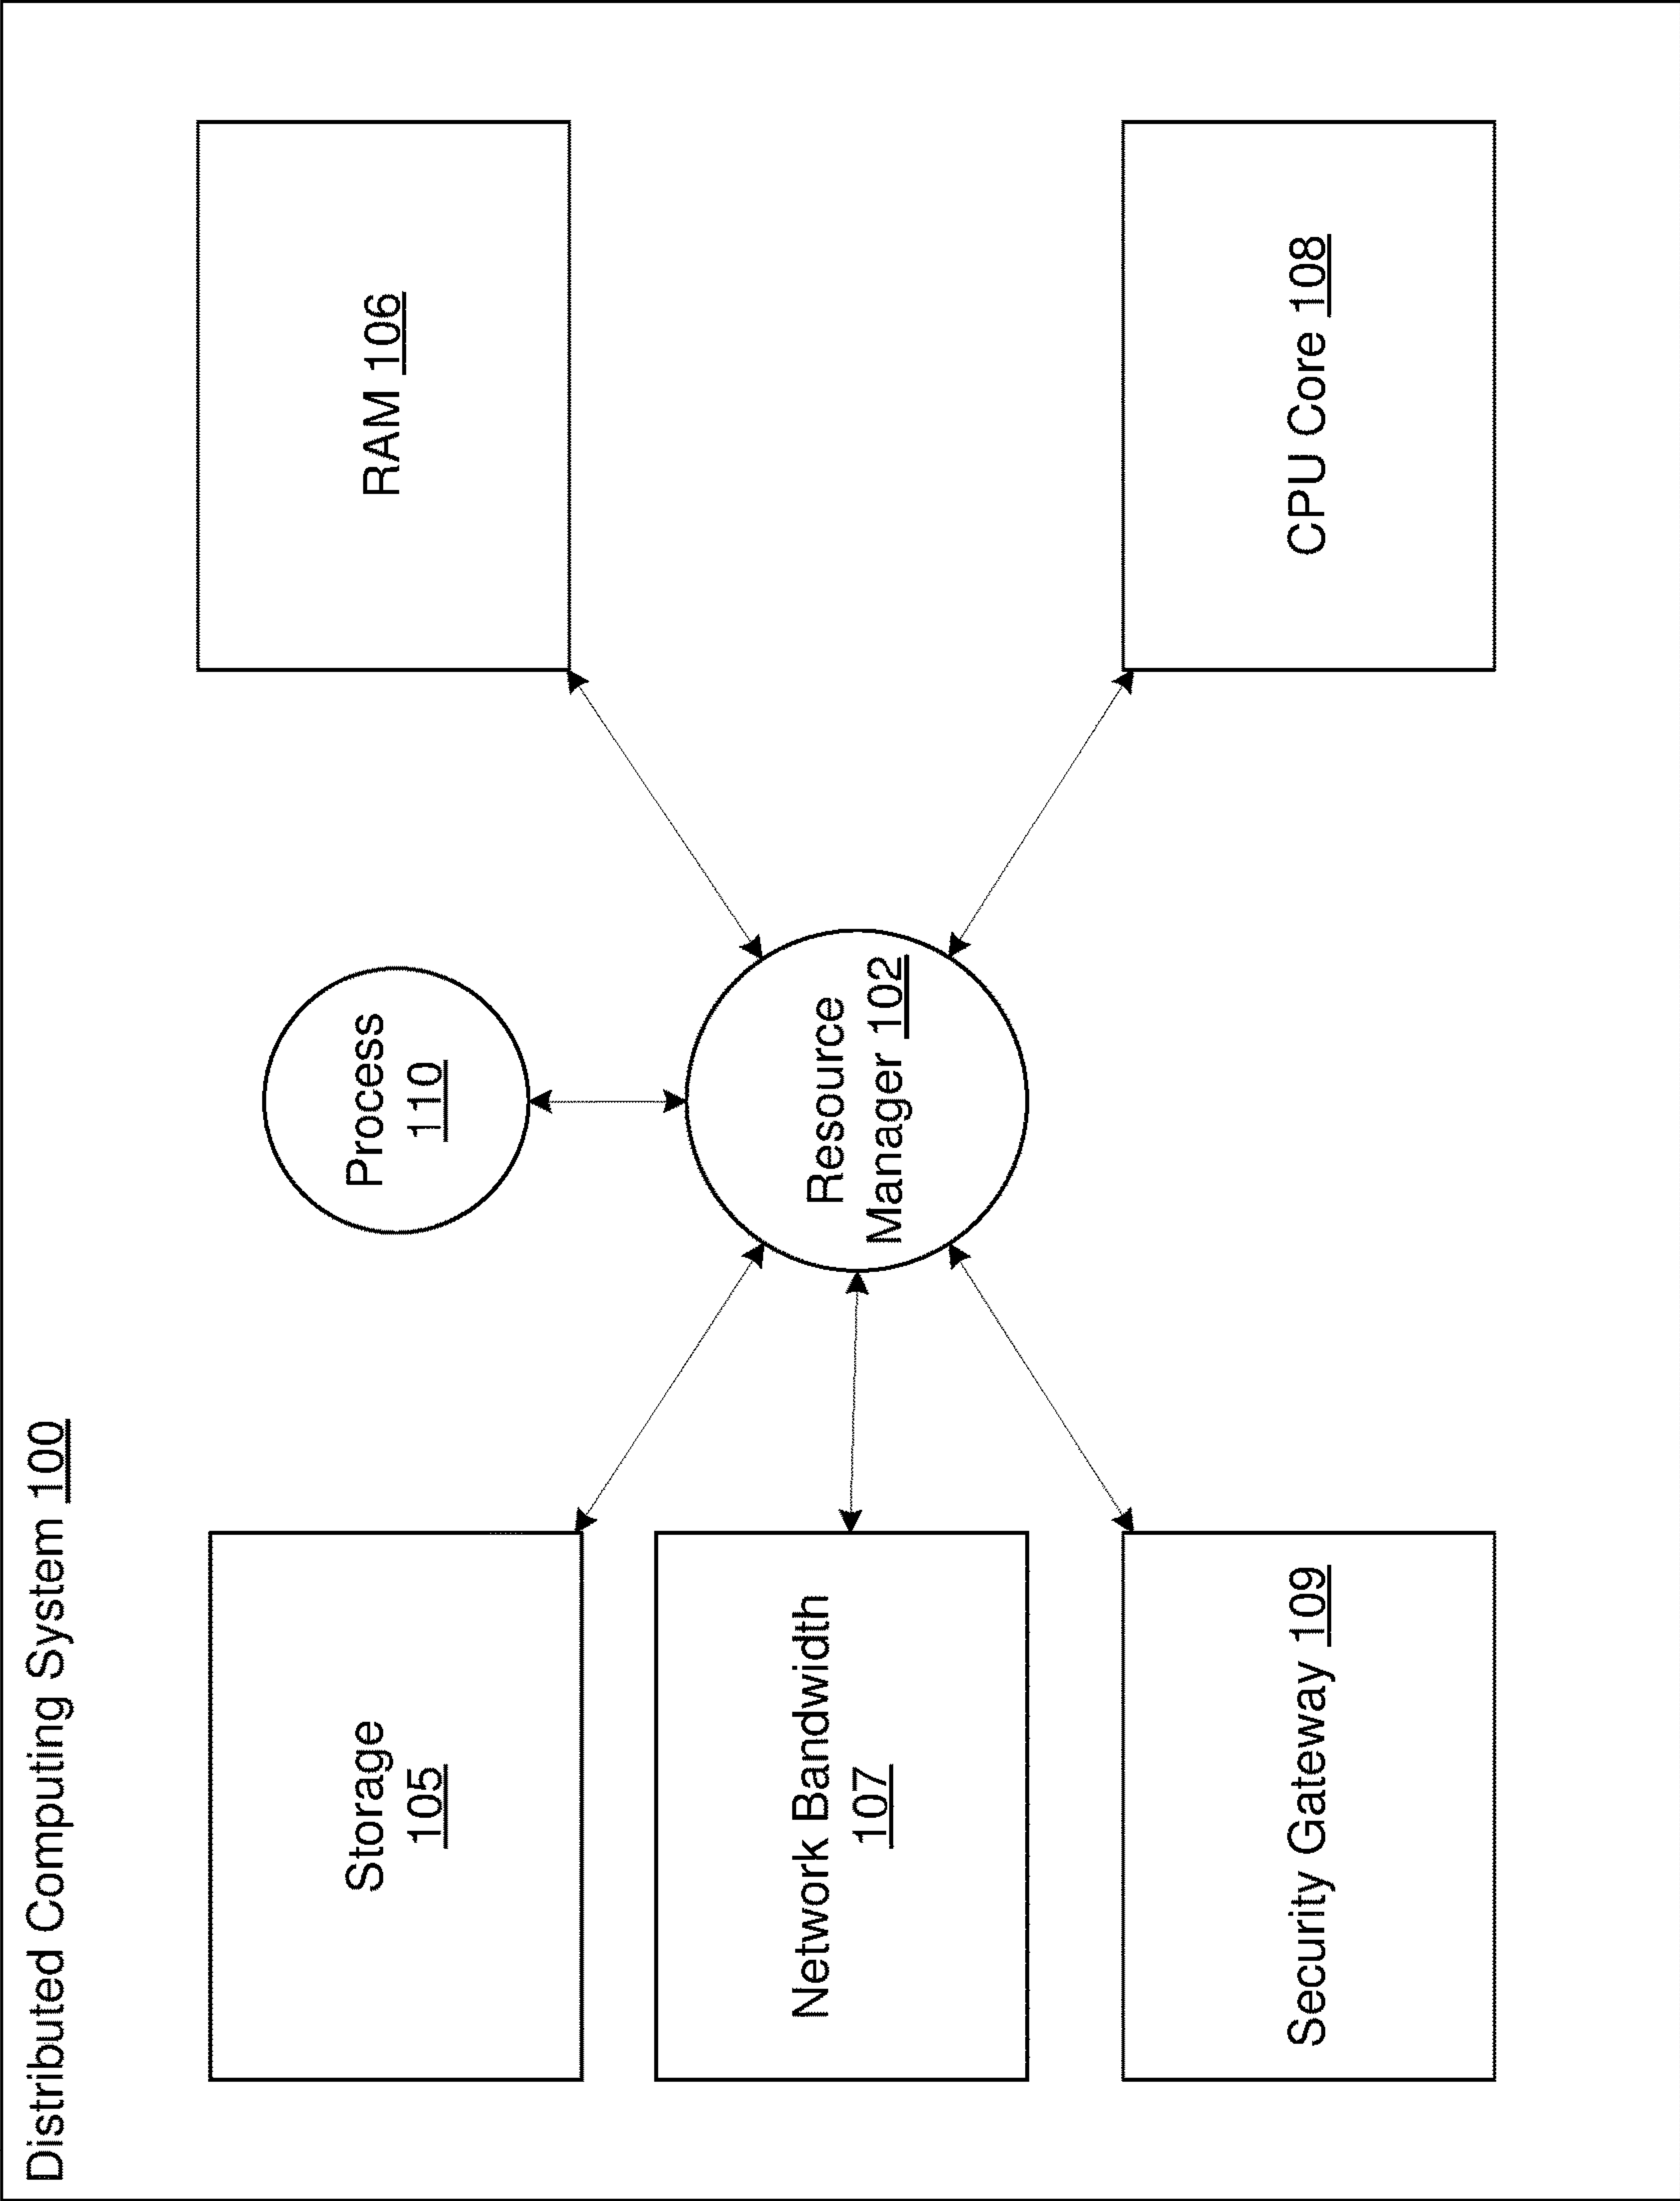 Distributed Computing System 100
Storage
105
Process
110
RAM 106
Network Bandwidth
107
Resource
Manager 102
Security Gateway 109
CPU Core 108